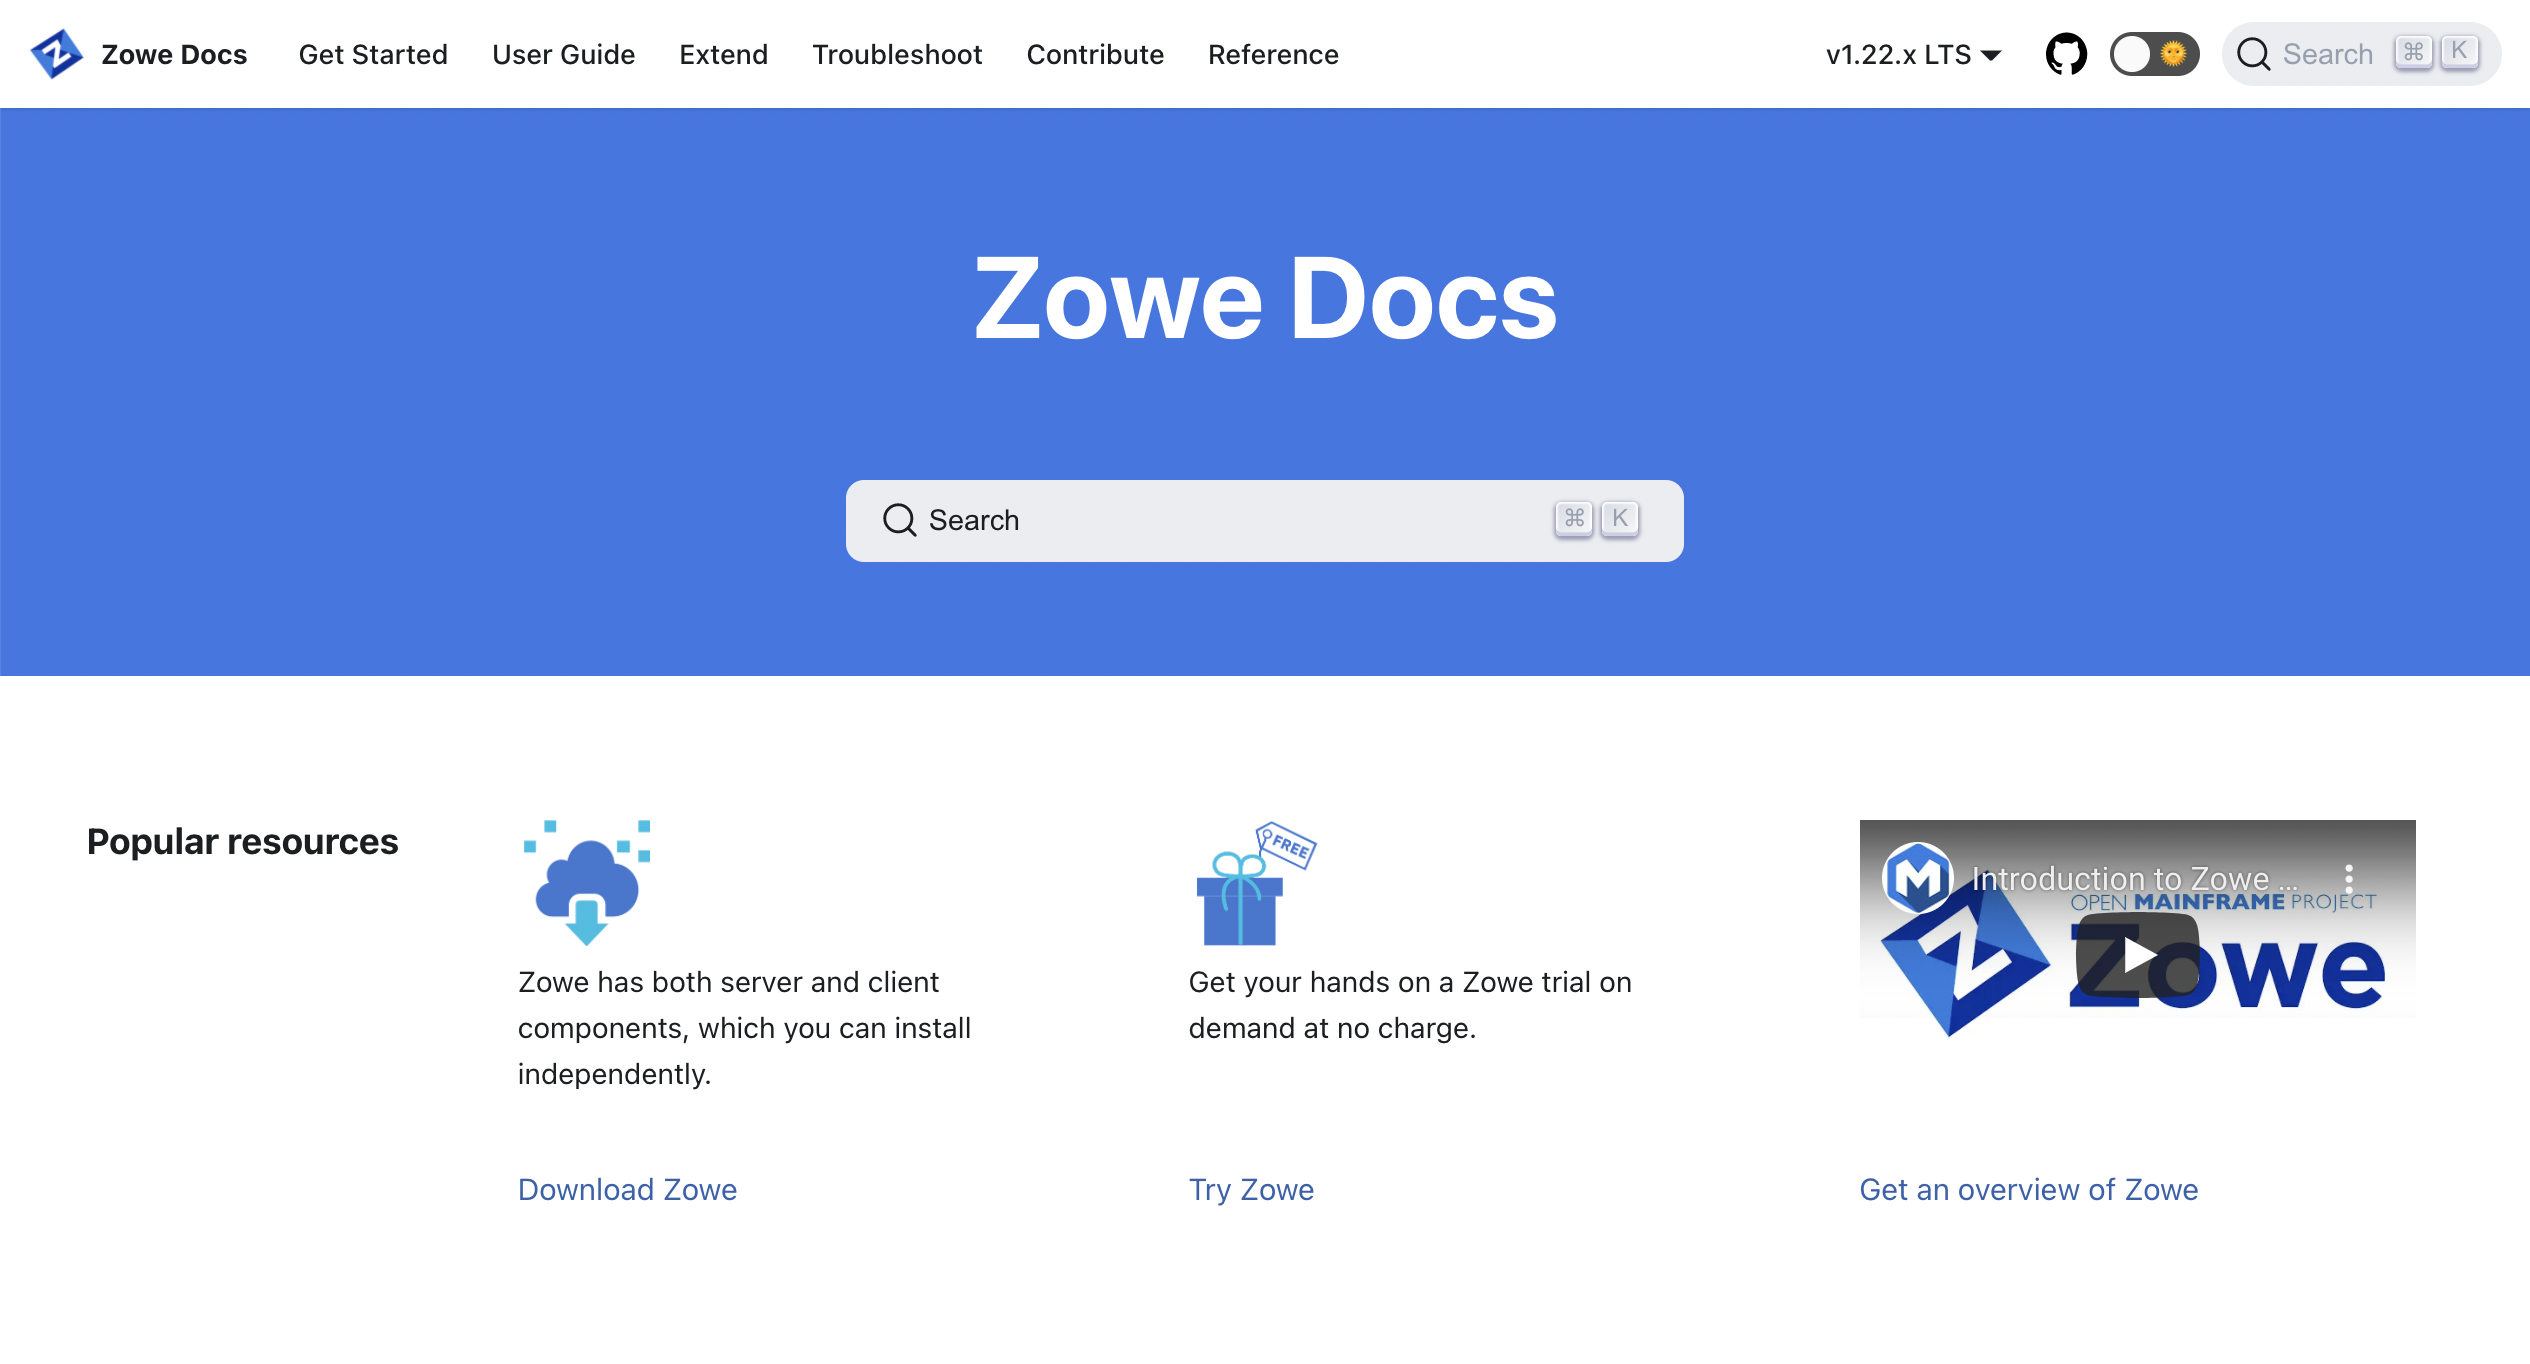 Zowe Docs Get Started User Guide Extend Troubleshoot Contribute Reference v1.22.x LTS Search ⌘ K
Zowe Docs
Search ⌘ K
Popular resources
FREE
Zowe has both server and client
components, which you can install
independently.
Download Zowe
Get your hands on a Zowe trial on
demand at no charge.
Try Zowe
Introduction to Zowe ...
OPEN MAINFRAME PROJECT
Zowe
Get an overview of Zowe